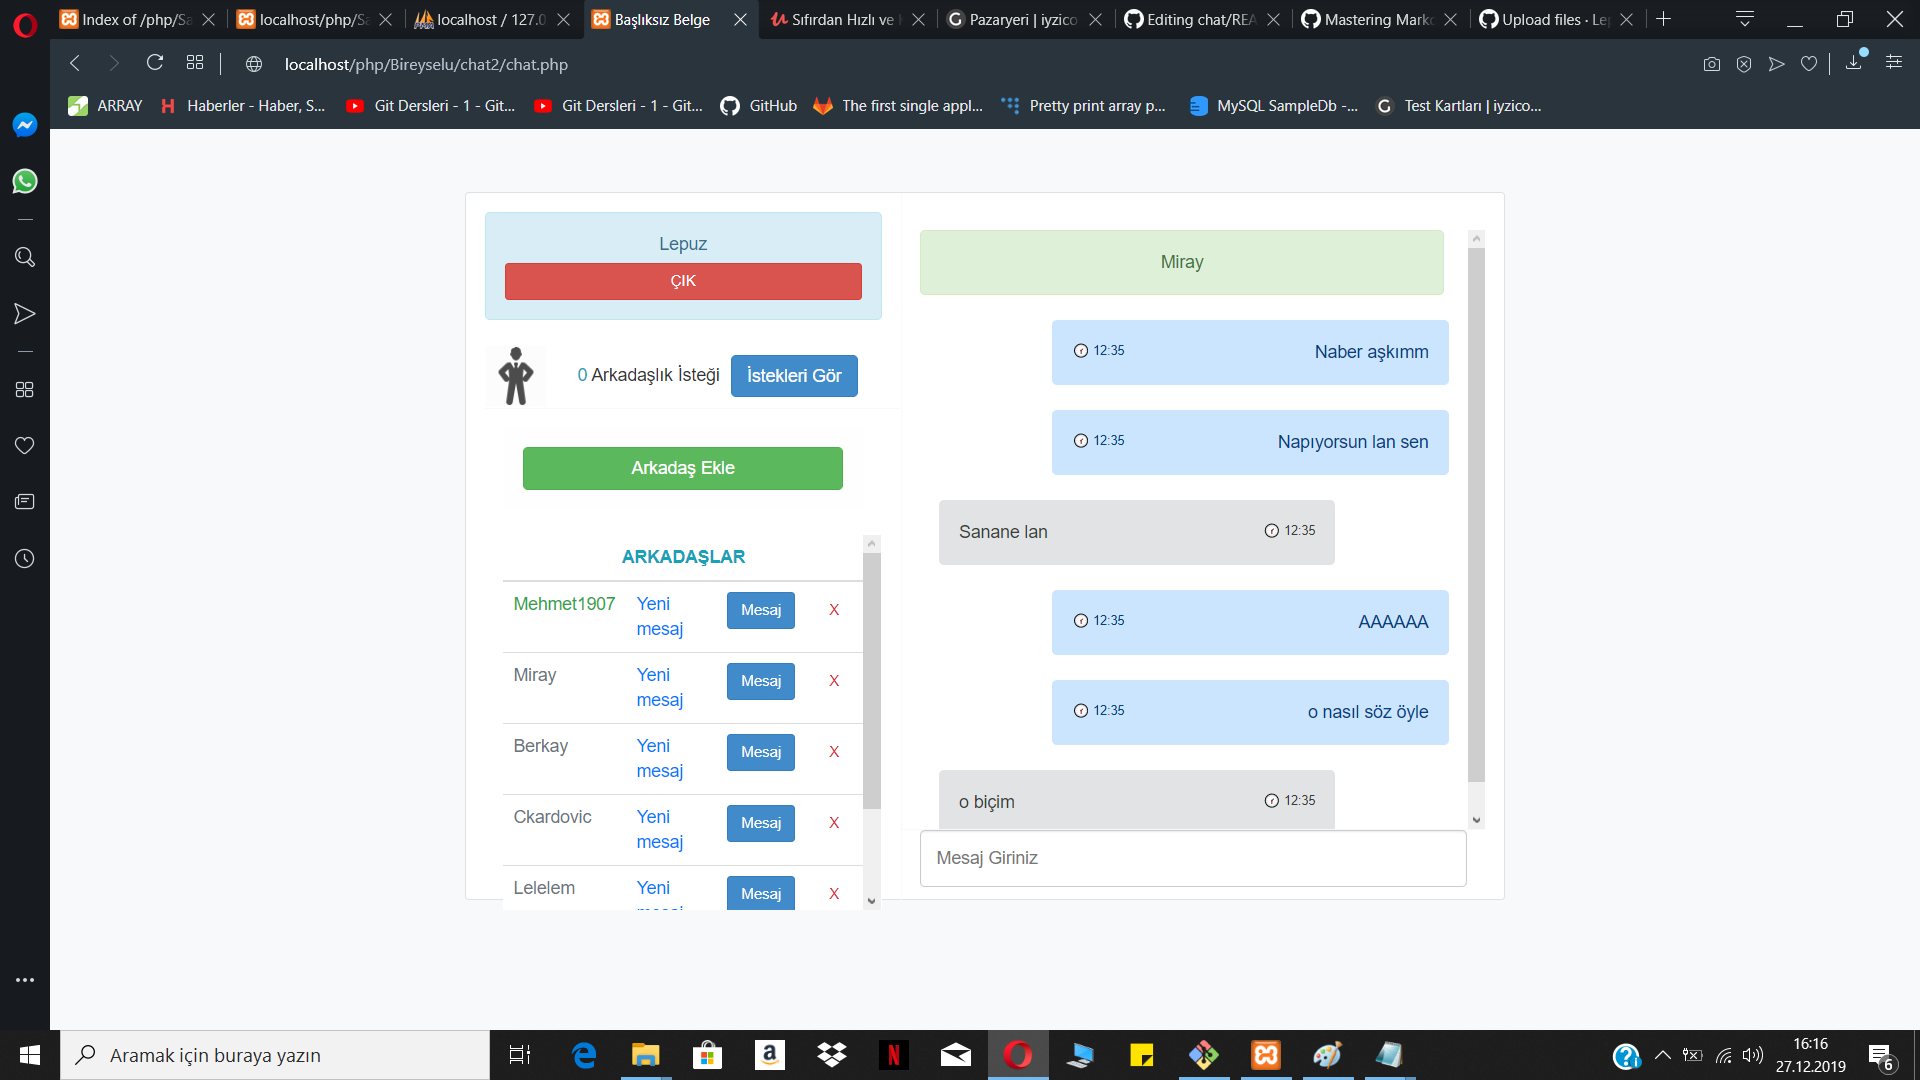 Index of /php/Sa
localhost/php/Sa
localhost / 127.0
Başlıksız Belge
Sıfırdan Hızlı ve
Pazaryeri | iyzico
Editing chat/REA
Mastering Markd
Upload files · Lep
localhost/php/Bireyselu/chat2/chat.php
ARRAY
Haberler - Haber, S...
Git Dersleri - 1 - Git...
Git Dersleri - 1 - Git...
GitHub
The first single appl...
Pretty print array p...
MySQL SampleDb -...
Test Kartları | iyzico...
Lepuz
ÇIK
0 Arkadaşlık İsteği
İstekleri Gör
Arkadaş Ekle
ARKADAŞLAR
Mehmet1907 Yeni mesaj Mesaj X
Miray Yeni mesaj Mesaj X
Berkay Yeni mesaj Mesaj X
Ckardovic Yeni mesaj Mesaj X
Lelelem Yeni Mesaj X
Miray
12:35 Naber aşkımm
12:35 Napıyorsun lan sen
Sanane lan 12:35
12:35 AAAAAA
12:35 o nasıl söz öyle
o biçim 12:35
Mesaj Giriniz
Aramak için buraya yazın
16:16
27.12.2019
6